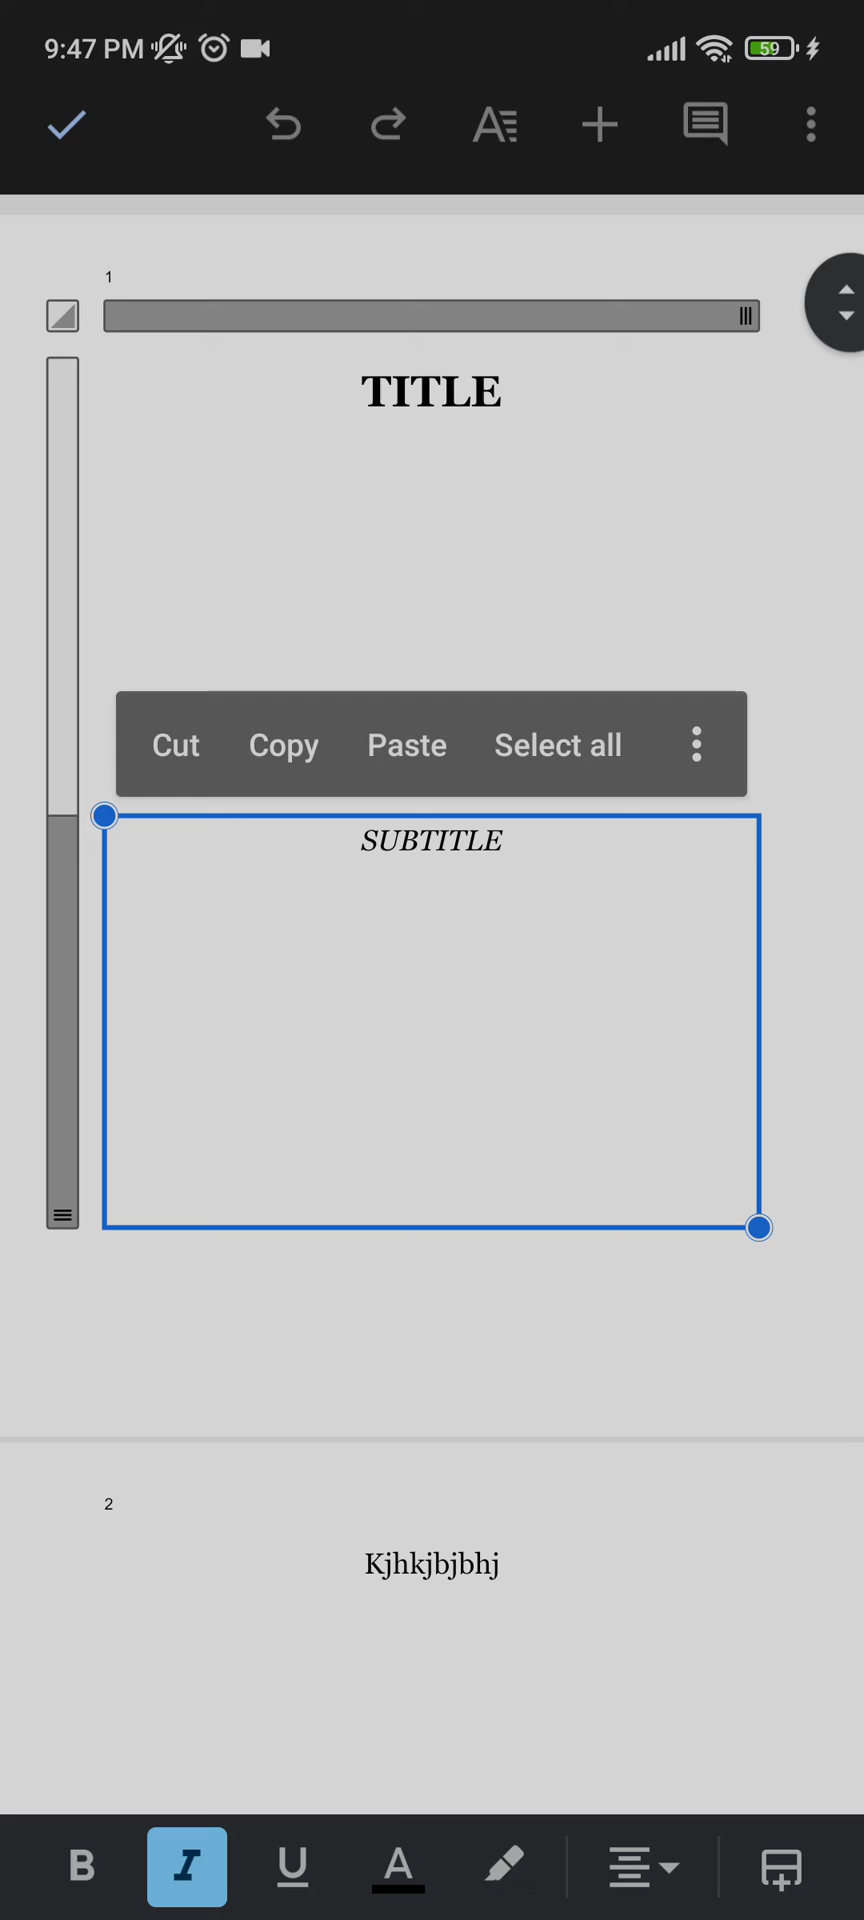 9:47 PM 59
1
TITLE
Cut Copy Paste Select all
SUBTITLE
2
Kjhkjbjbhj
B I U A